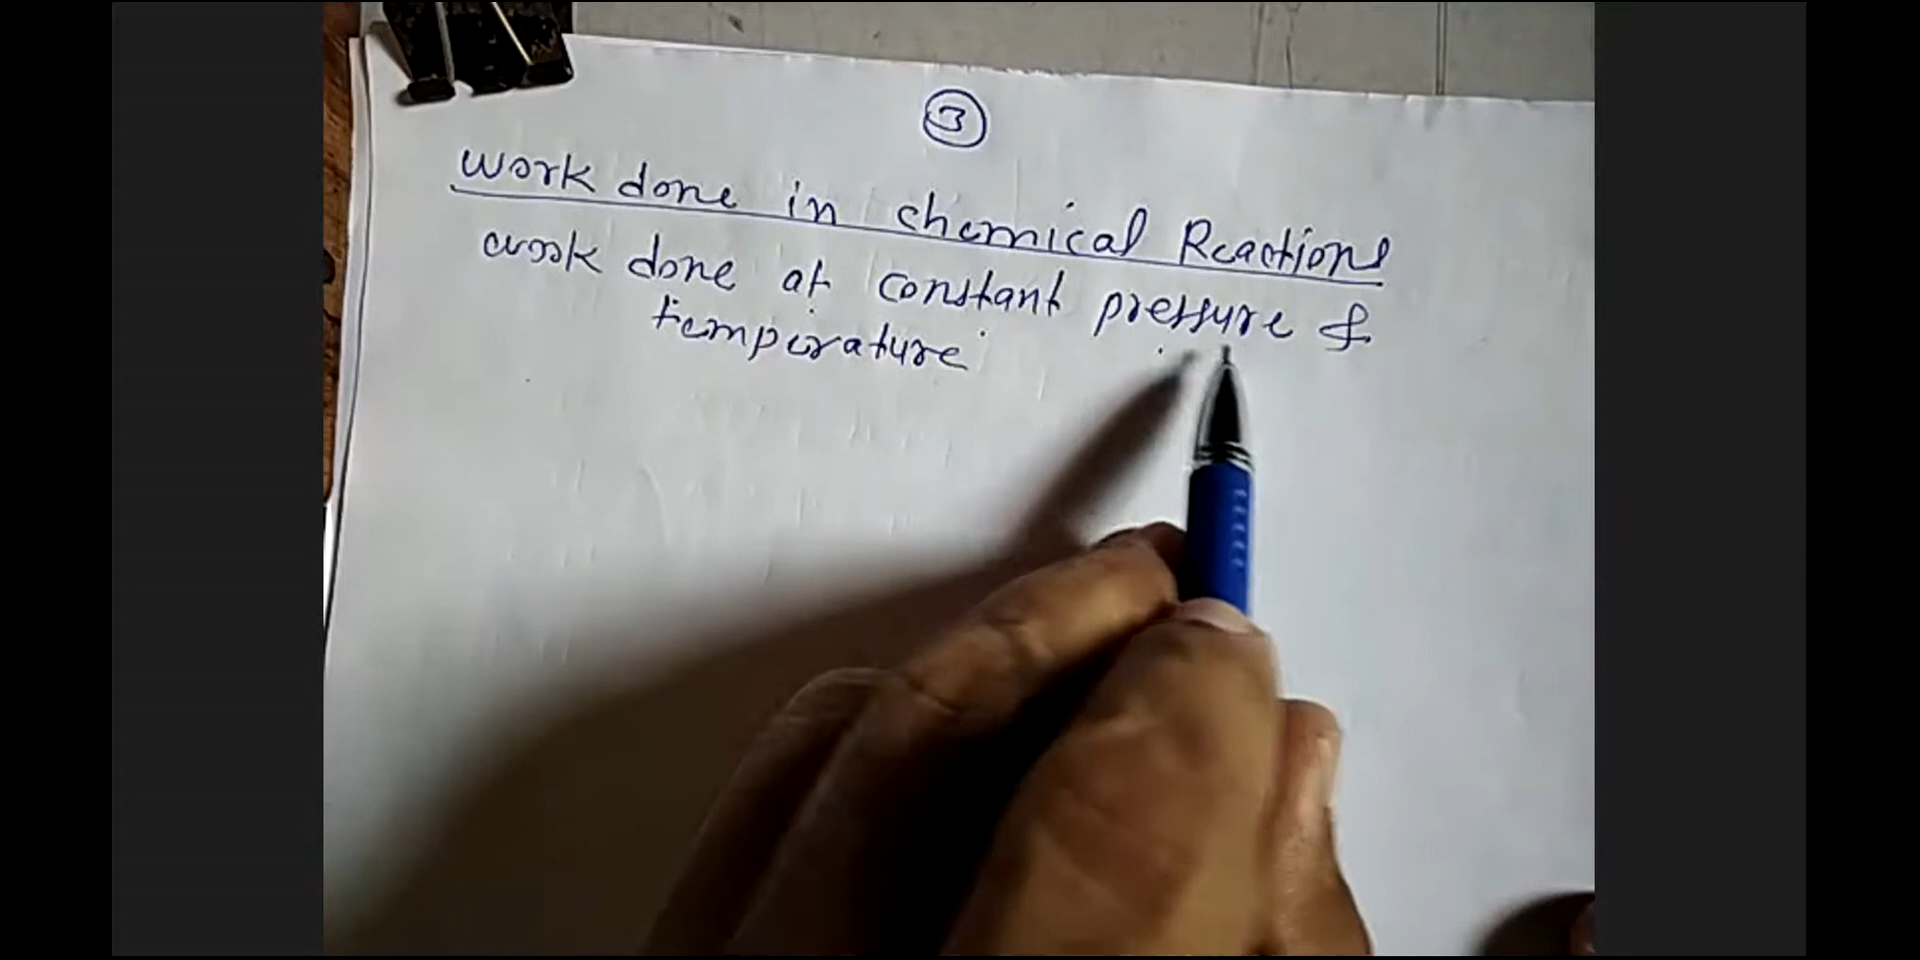 ③
work done in chemical Reactions
work done at constant pressure &
temperature